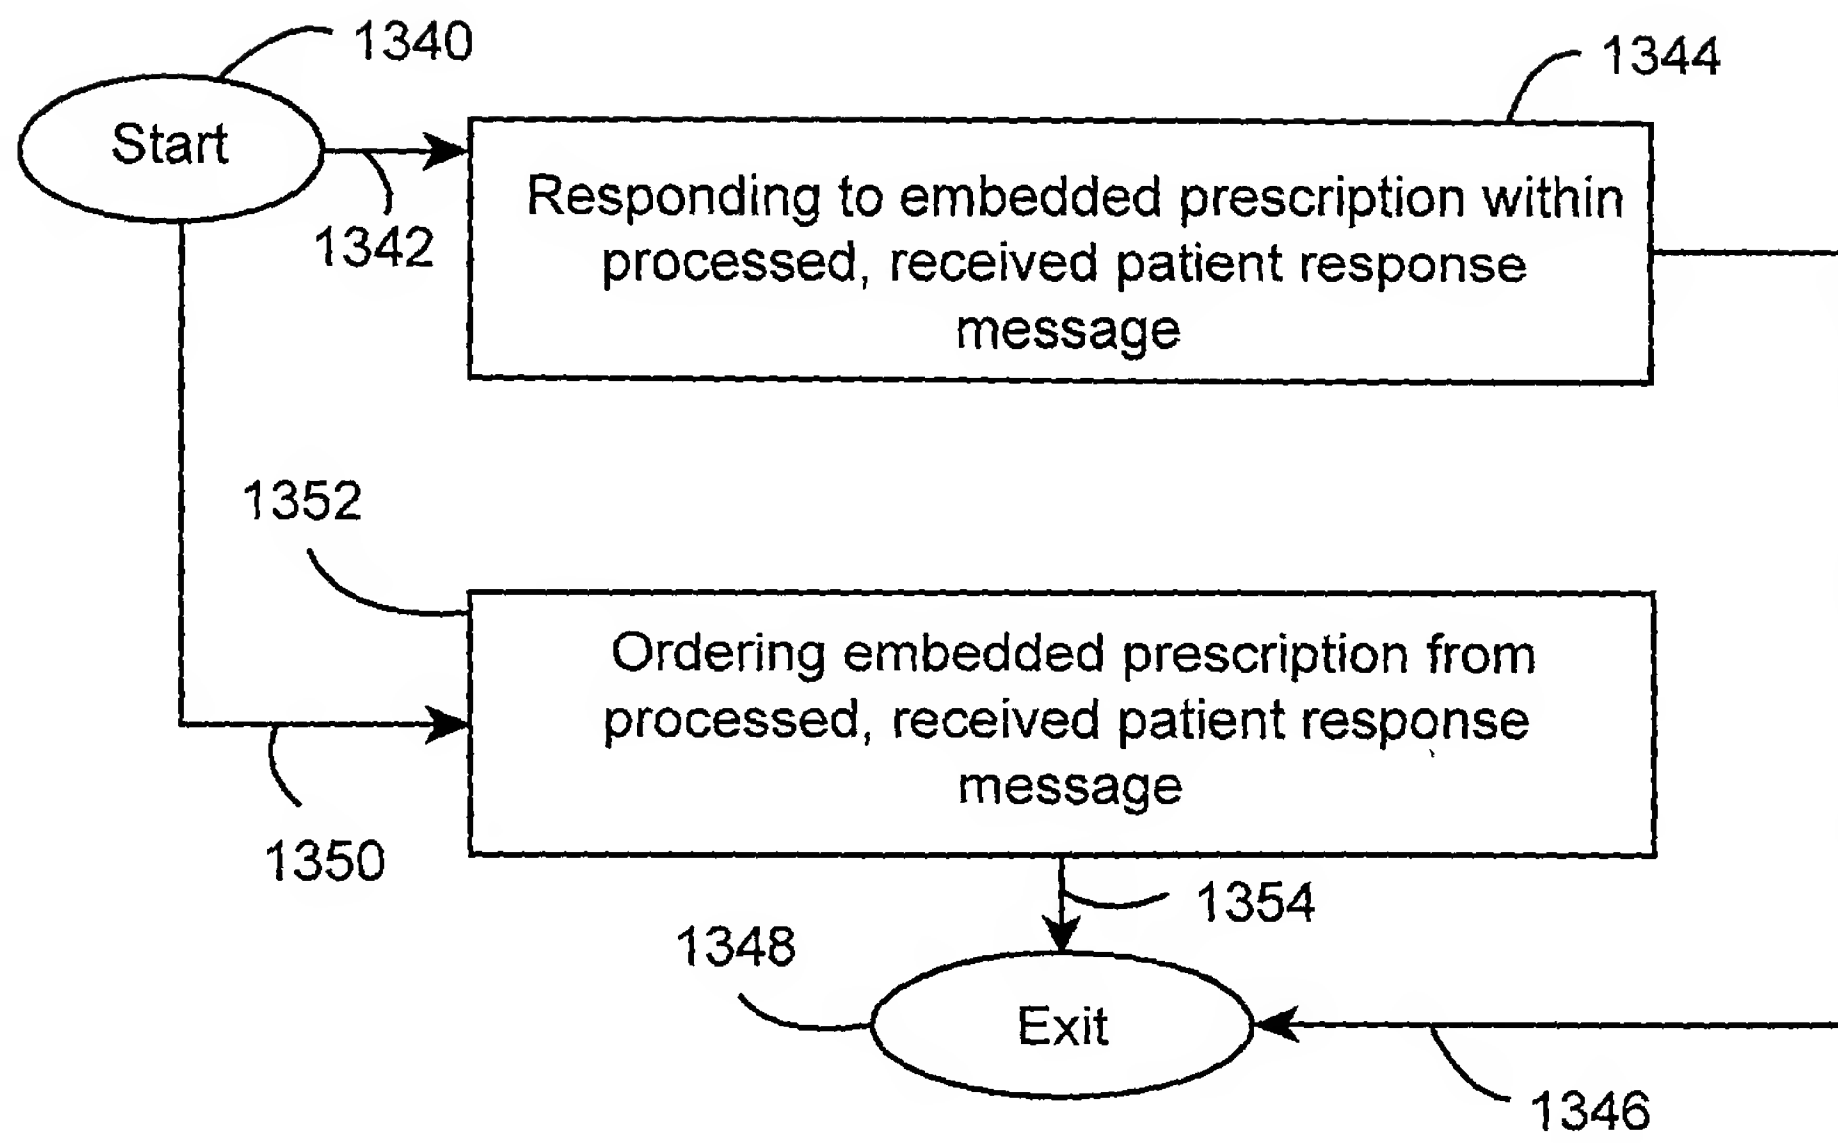 1340
1344
Start
Responding to embedded prescription within
processed, received patient response
message
1342
1352
Ordering embedded prescription from
processed, received patient response
message
1350
1354
1348
Exit
1346